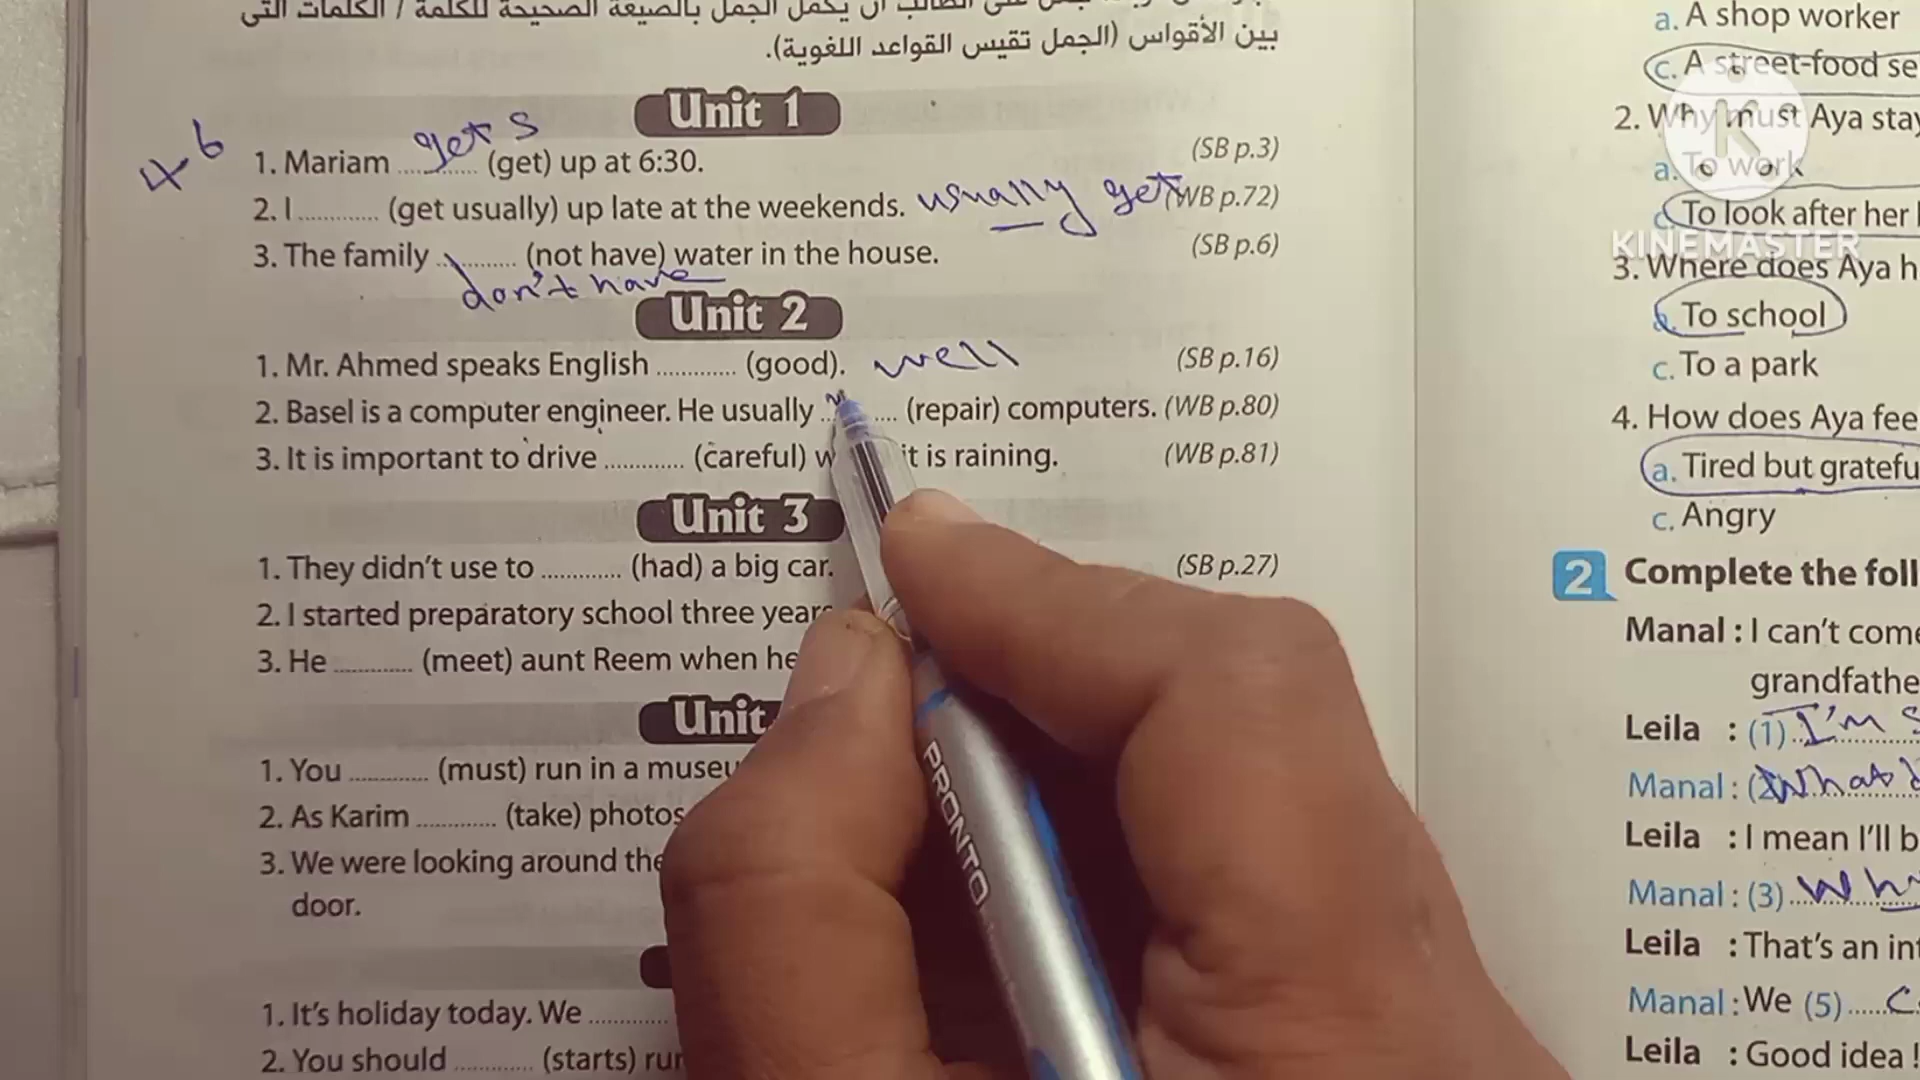 بين الأقواس (الجمل تقيس القواعد اللغوية).
Unit 1
46
1. Mariam gets (get) up at 6:30. (SB p.3)
2. I ............ (get usually) up late at the weekends. usually get (WB p.72)
3. The family ............ (not have) water in the house. (SB p.6)
don't have
Unit 2
1. Mr. Ahmed speaks English ............ (good). well (SB p.16)
2. Basel is a computer engineer. He usually ............ (repair) computers. (WB p.80)
3. It is important to drive ............ (careful) w it is raining. (WB p.81)
Unit 3
1. They didn't use to ............ (had) a big car. (SB p.27)
2. I started preparatory school three years
3. He ............ (meet) aunt Reem when he
Unit
1. You ............ (must) run in a museu
2. As Karim ............ (take) photos
3. We were looking around the
door.
1. It's holiday today. We ............
2. You should ............ (starts) run
a. A shop worker
c. A street-food se
2. Why must Aya stay
a. To work
c. To look after her
3. Where does Aya h
To school
c. To a park
4. How does Aya fee
a. Tired but gratefu
c. Angry
2 Complete the foll
Manal : I can't come
grandfathe
Leila : (1) I'm s
Manal : (2) What d
Leila : I mean I'll b
Manal : (3) Wh
Leila : That's an int
Manal : We (5) ...... C
Leila : Good idea !
KINEMASTER
PRONTO